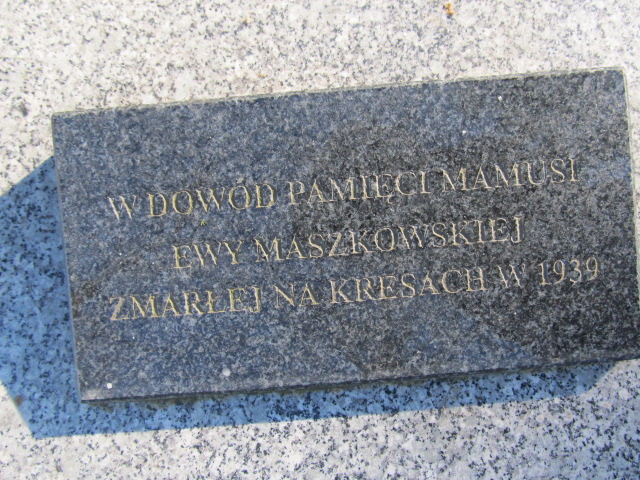 W DOWÓD PAMIĘCI MAMUSI
EWY MASZKOWSKIEJ
ZMARŁEJ NA KRESACH W 1939